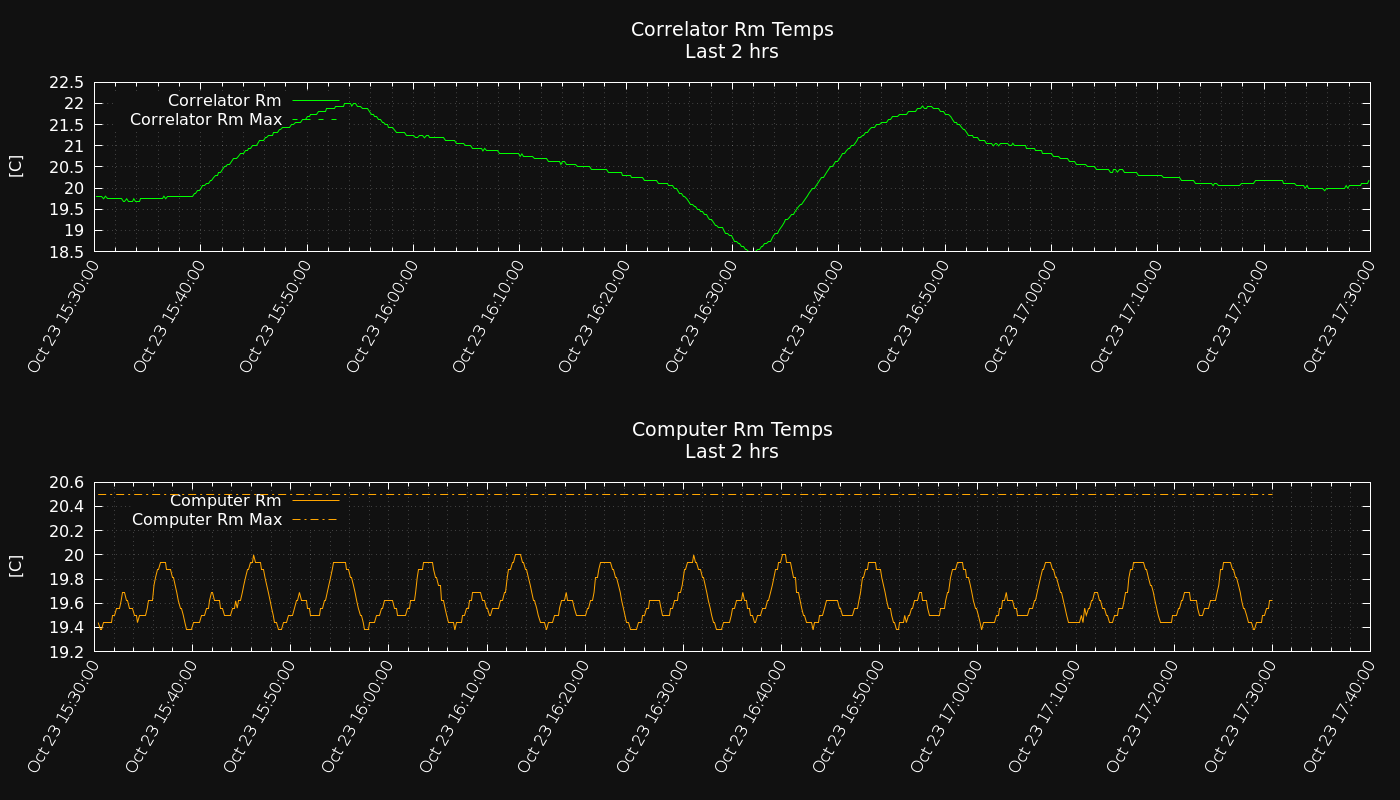 Correlator Rm Temps
Last 2 hrs
22.5
22
21.5
21
20.5
20
19.5
19
18.5
[C]
Correlator Rm
Correlator Rm Max
Oct 23 15:30:00
Oct 23 15:40:00
Oct 23 15:50:00
Oct 23 16:00:00
Oct 23 16:10:00
Oct 23 16:20:00
Oct 23 16:30:00
Oct 23 16:40:00
Oct 23 16:50:00
Oct 23 17:00:00
Oct 23 17:10:00
Oct 23 17:20:00
Oct 23 17:30:00
Computer Rm Temps
Last 2 hrs
20.6
20.4
20.2
20
19.8
19.6
19.4
19.2
[C]
Computer Rm
Computer Rm Max
Oct 23 15:30:00
Oct 23 15:40:00
Oct 23 15:50:00
Oct 23 16:00:00
Oct 23 16:10:00
Oct 23 16:20:00
Oct 23 16:30:00
Oct 23 16:40:00
Oct 23 16:50:00
Oct 23 17:00:00
Oct 23 17:10:00
Oct 23 17:20:00
Oct 23 17:30:00
Oct 23 17:40:00